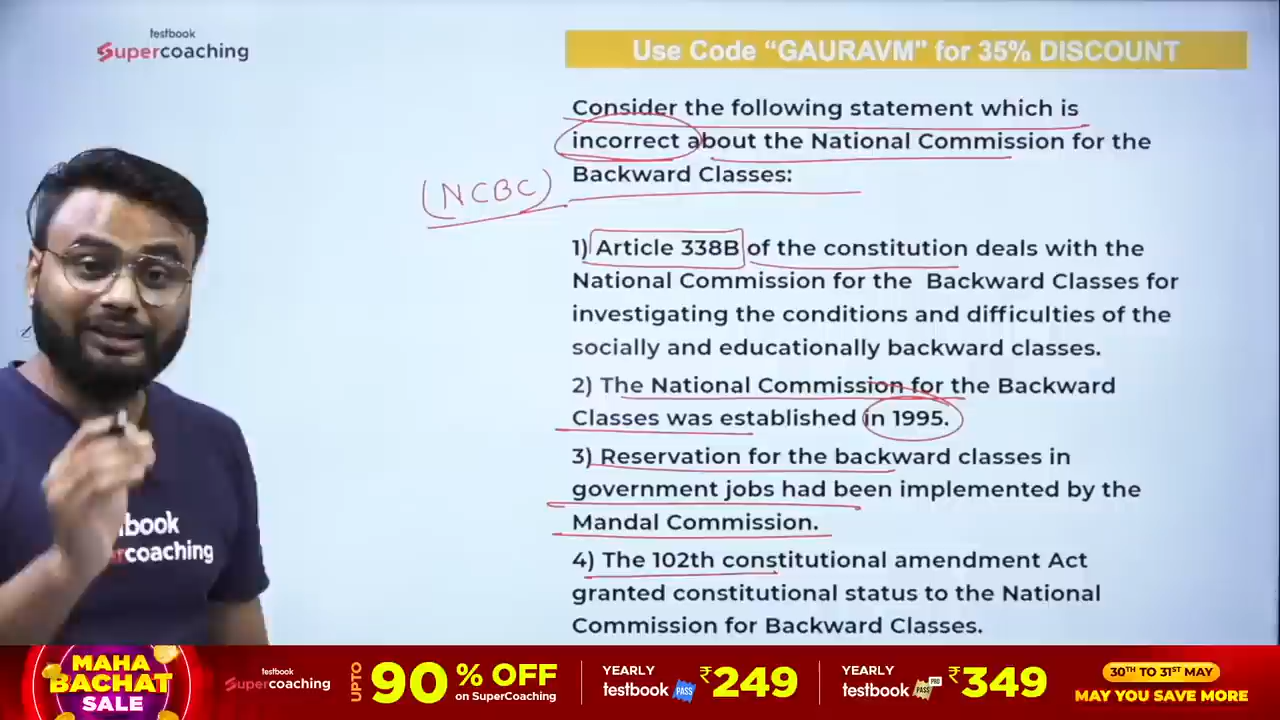 testbook
Supercoaching
Use Code “GAURAVM" for 35% DISCOUNT
Consider the following statement which is
incorrect about the National Commission for the
Backward Classes:
(NCBC)
1) Article 338B of the constitution deals with the
National Commission for the Backward Classes for
investigating the conditions and difficulties of the
socially and educationally backward classes.
2) The National Commission for the Backward
Classes was established in 1995.
3) Reservation for the backward classes in
government jobs had been implemented by the
Mandal Commission.
4) The 102th constitutional amendment Act
granted constitutional status to the National
Commission for Backward Classes.
book
coaching
MAHA
BACHAT
SALE
testbook
Supercoaching
UPTO 90% OFF
on SuperCoaching
YEARLY
testbook PASS ₹249
YEARLY
testbook PASS PRO ₹349
30TH TO 31ST MAY
MAY YOU SAVE MORE